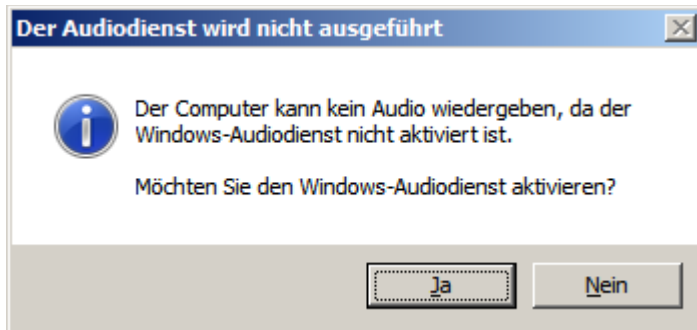 Der Audiodienst wird nicht ausgeführt
Der Computer kann kein Audio wiedergeben, da der
Windows-Audiodienst nicht aktiviert ist.
Möchten Sie den Windows-Audiodienst aktivieren?
Ja
Nein